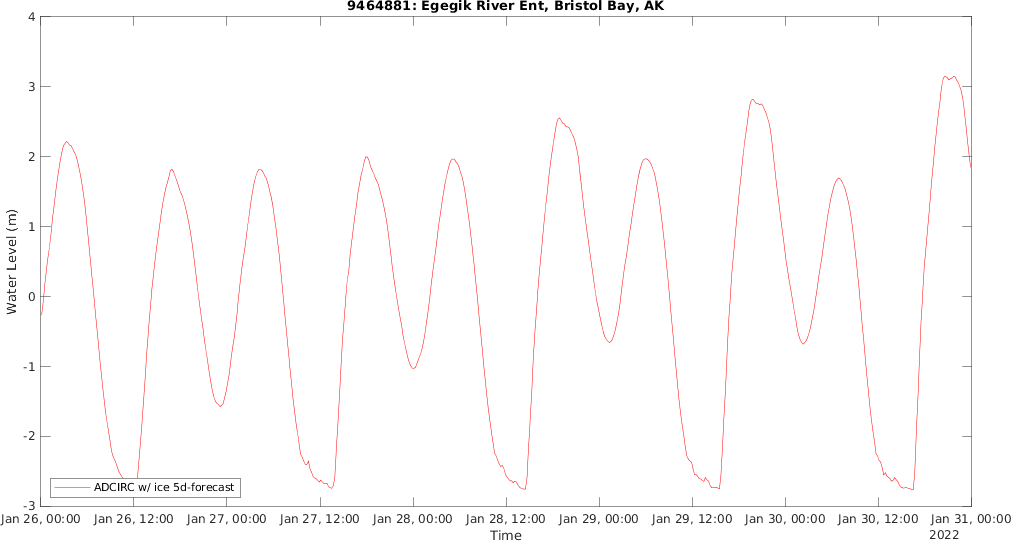 9464881: Egegik River Ent, Bristol Bay, AK
Water Level (m)
4
3
2
1
0
-1
-2
-3
ADCIRC w/ ice 5d-forecast
Jan 26, 00:00 Jan 26, 12:00 Jan 27, 00:00 Jan 27, 12:00 Jan 28, 00:00 Jan 28, 12:00 Jan 29, 00:00 Jan 29, 12:00 Jan 30, 00:00 Jan 30, 12:00 Jan 31, 00:00
Time
2022